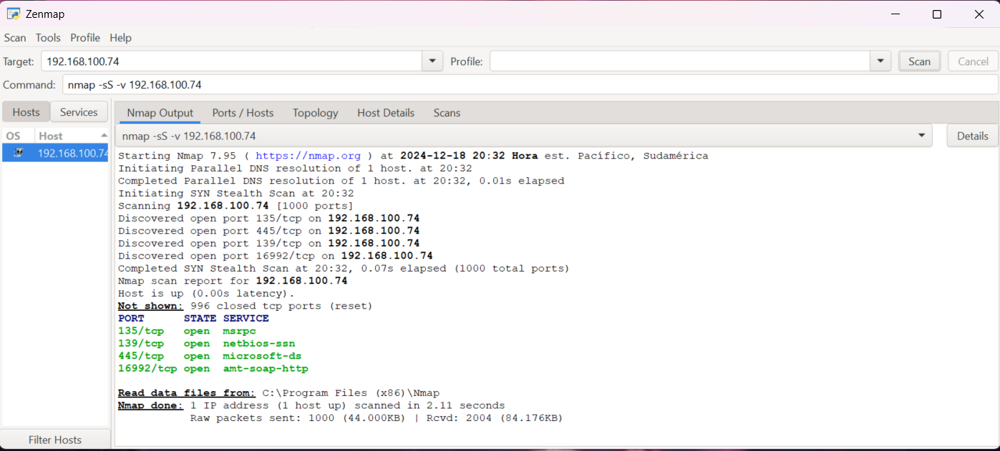 Zenmap
Scan Tools Profile Help
Target: 192.168.100.74 Profile: Scan Cancel
Command: nmap -sS -v 192.168.100.74
Hosts Services Nmap Output Ports / Hosts Topology Host Details Scans
OS Host nmap -sS -v 192.168.100.74 Details
192.168.100.74
Starting Nmap 7.95 ( https://nmap.org ) at 2024-12-18 20:32 Hora est. Pacífico, Sudamérica
Initiating Parallel DNS resolution of 1 host. at 20:32
Completed Parallel DNS resolution of 1 host. at 20:32, 0.01s elapsed
Initiating SYN Stealth Scan at 20:32
Scanning 192.168.100.74 [1000 ports]
Discovered open port 135/tcp on 192.168.100.74
Discovered open port 445/tcp on 192.168.100.74
Discovered open port 139/tcp on 192.168.100.74
Discovered open port 16992/tcp on 192.168.100.74
Completed SYN Stealth Scan at 20:32, 0.07s elapsed (1000 total ports)
Nmap scan report for 192.168.100.74
Host is up (0.00s latency).
Not shown: 996 closed tcp ports (reset)
PORT STATE SERVICE
135/tcp open msrpc
139/tcp open netbios-ssn
445/tcp open microsoft-ds
16992/tcp open amt-soap-http
Read data files from: C:\Program Files (x86)\Nmap
Nmap done: 1 IP address (1 host up) scanned in 2.11 seconds
Raw packets sent: 1000 (44.000KB) | Rcvd: 2004 (84.176KB)
Filter Hosts